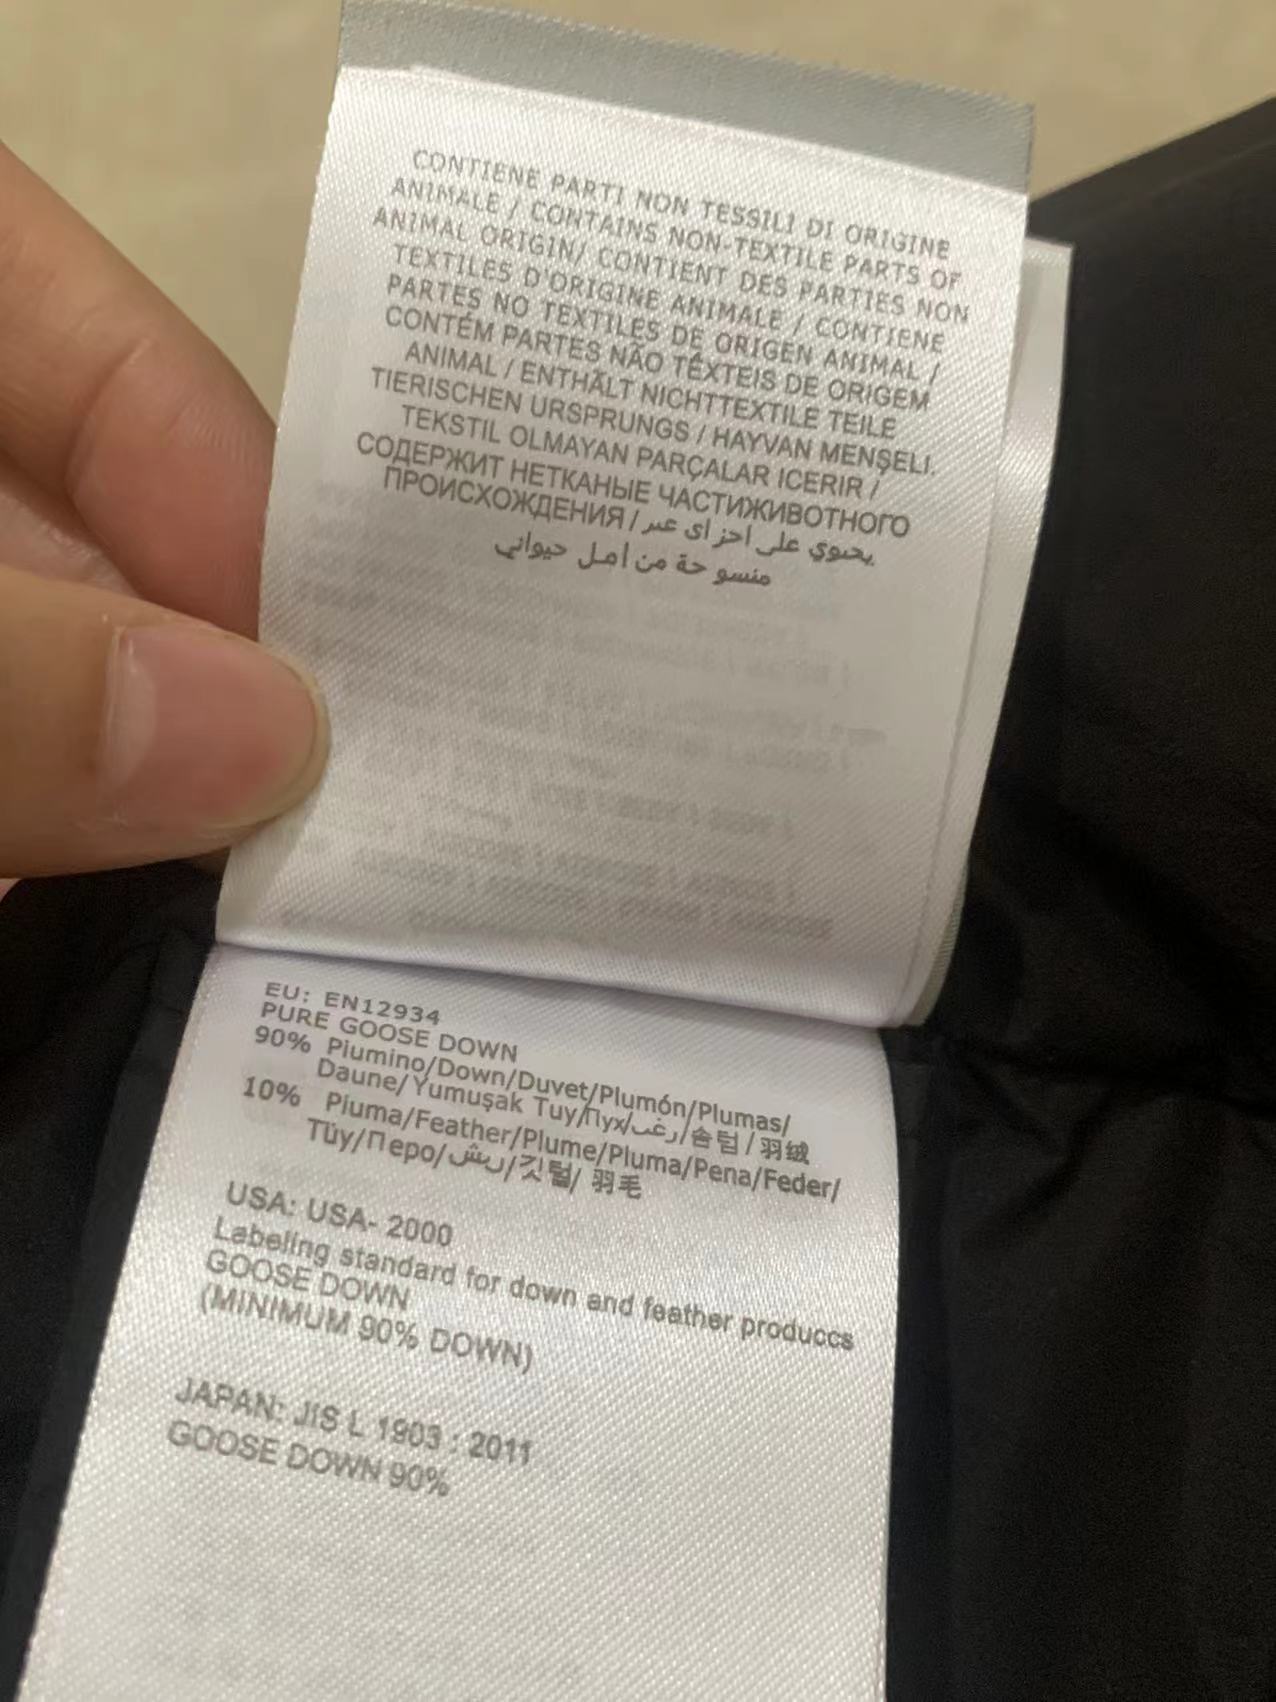 CONTIENE PARTI NON TESSILI DI ORIGINE
ANIMALE / CONTAINS NON-TEXTILE PARTS OF
ANIMAL ORIGIN/ CONTIENT DES PARTIES NON
TEXTILES D'ORIGINE ANIMALE / CONTIENE
PARTES NO TEXTILES DE ORIGEN ANIMAL /
CONTÉM PARTES NÃO TÊXTEIS DE ORIGEM
ANIMAL / ENTHÄLT NICHTTEXTILE TEILE
TIERISCHEN URSPRUNGS / HAYVAN MENŞELI.
TEKSTIL OLMAYAN PARÇALAR ICERIR /
СОДЕРЖИТ НЕТКАНЫЕ ЧАСТИЖИВОТНОГО
ПРОИСХОЖДЕНИЯ / يحتوي على احزاى عىر
منسوحة من امل حيواني
EU: EN12934
PURE GOOSE DOWN
90% Piumino/Down/Duvet/Plumón/Plumas/
Daune/Yumuşak Tuy/Пух/زغب/솜털/羽绒
10% Piuma/Feather/Plume/Pluma/Pena/Feder/
Tüy/Перо/ريش/깃털/ 羽毛
USA: USA- 2000
Labeling standard for down and feather produccs
GOOSE DOWN
(MINIMUM 90% DOWN)
JAPAN: JIS L 1903 : 2011
GOOSE DOWN 90%